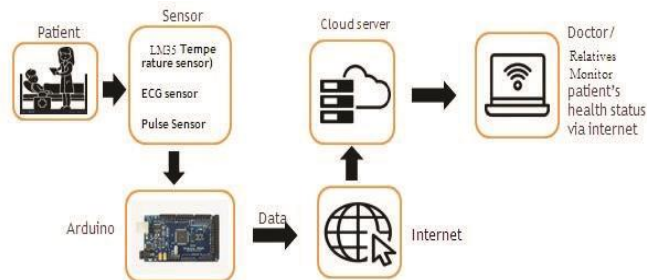 Patient
Sensor
LM35 Tempe
rature sensor)
ECG sensor
Pulse Sensor
Cloud server
Doctor/
Relatives
Monitor
patient's
health status
via internet
Arduino
Data
Internet